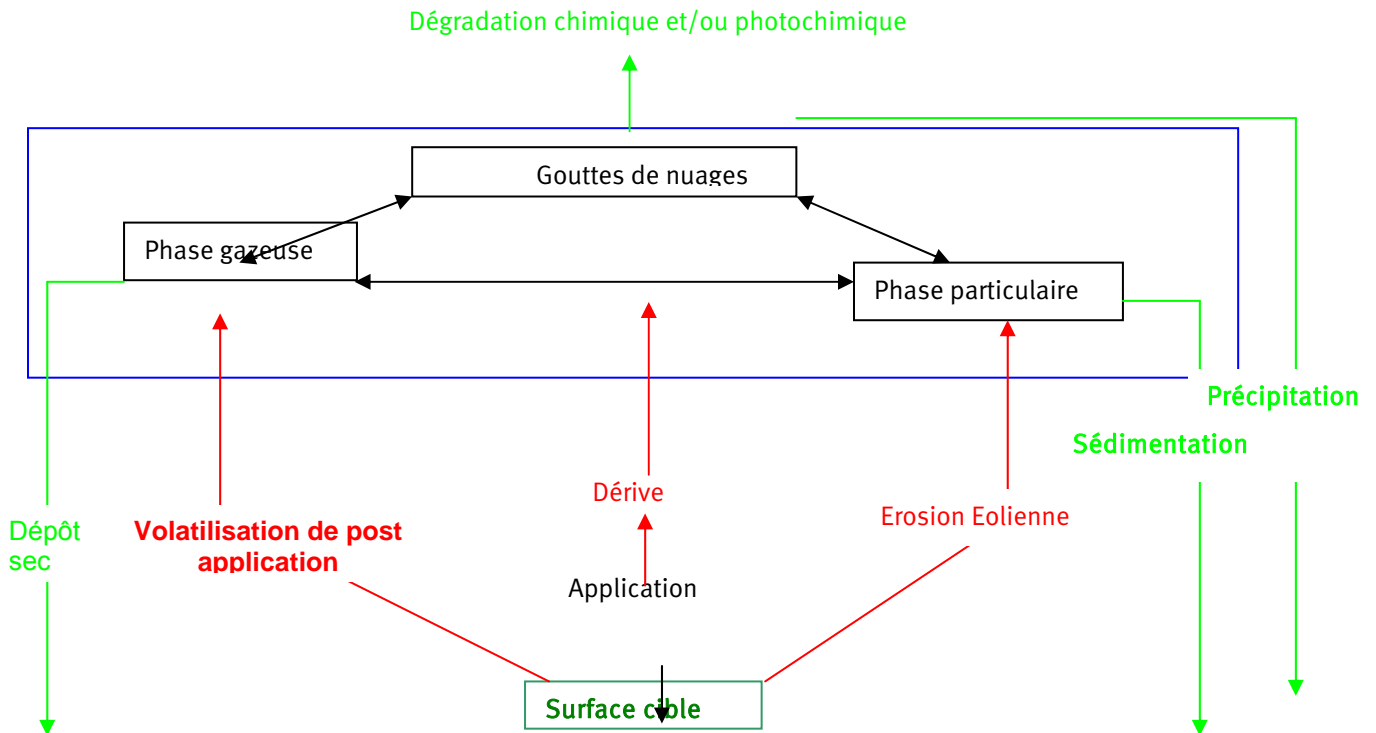 Dégradation chimique et/ou photochimique
Gouttes de nuages
Phase gazeuse
Phase particulaire
Précipitation
Sédimentation
Dérive
Erosion Eolienne
Dépôt
sec
Volatilisation de post
application
Application
Surface cible